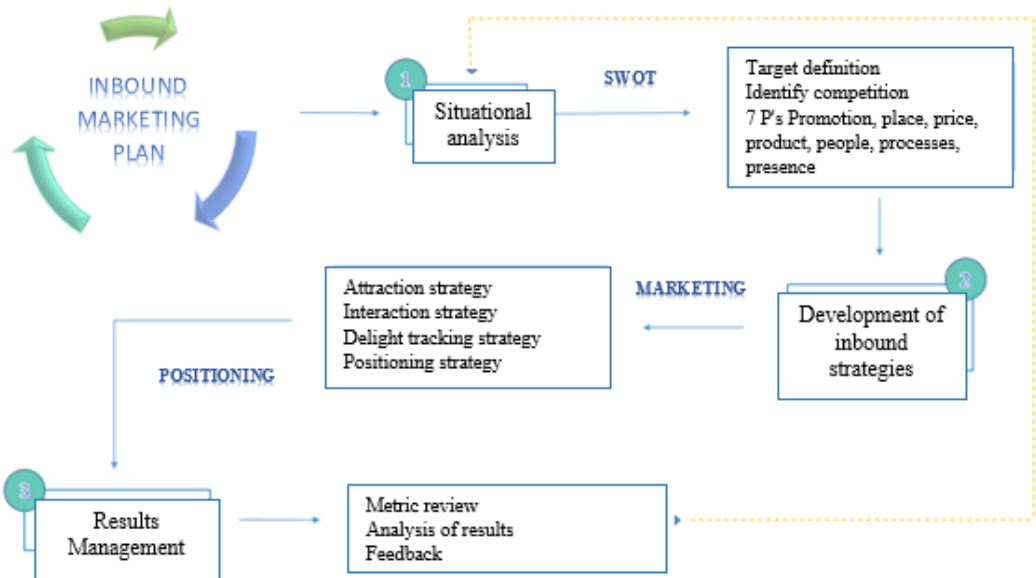 INBOUND
MARKETING
PLAN
1
Situational
analysis
SWOT
Target definition
Identify competition
7 P's Promotion, place, price,
product, people, processes,
presence
2
Development of
inbound
strategies
MARKETING
Attraction strategy
Interaction strategy
Delight tracking strategy
Positioning strategy
POSITIONING
3
Results
Management
Metric review
Analysis of results
Feedback